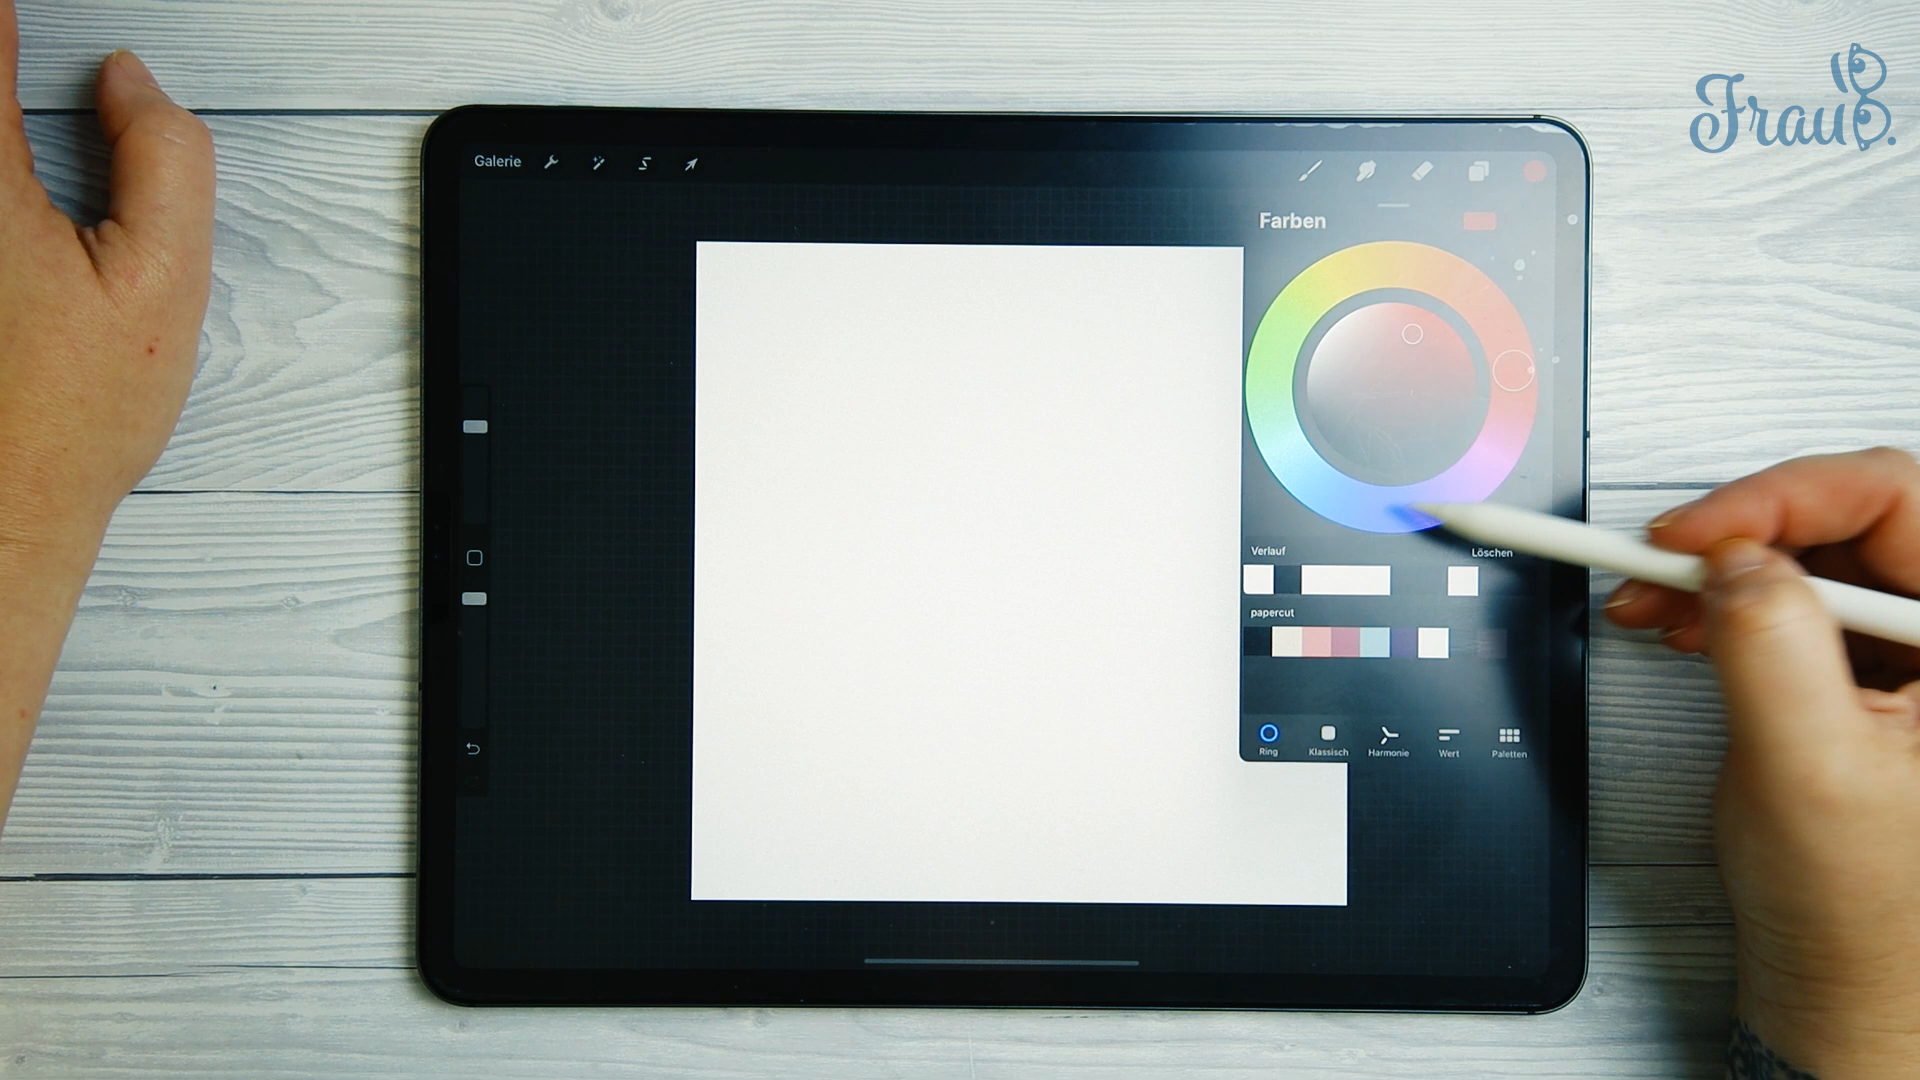 Frau B.
Galerie
Farben
Verlauf Löschen
papercut
Ring Klassisch Harmonie Wert Paletten